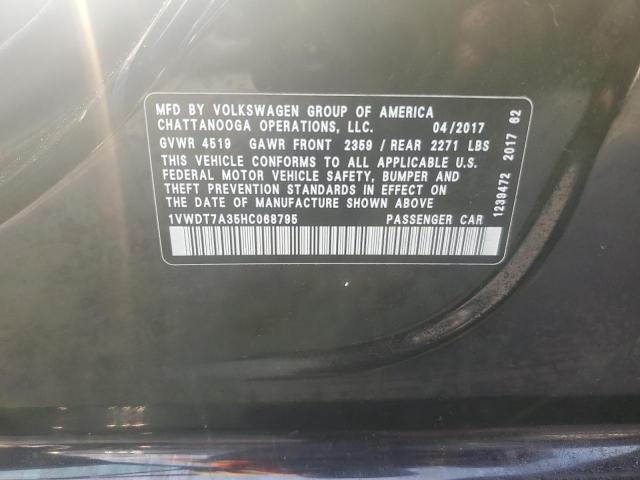 MFD BY VOLKSWAGEN GROUP OF AMERICA
CHATTANOOGA OPERATIONS, LLC. 04/2017
GVWR 4519 GAWR FRONT 2359 / REAR 2271 LBS
THIS VEHICLE CONFORMS TO ALL APPLICABLE U.S.
FEDERAL MOTOR VEHICLE SAFETY, BUMPER AND
THEFT PREVENTION STANDARDS IN EFFECT ON
THE DATE OF MANUFACTURE SHOWN ABOVE
1VWDT7A35HC068795 PASSENGER CAR
1239472 2017 62